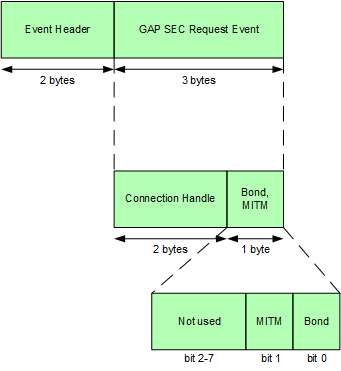 Event Header GAP SEC Request Event
2 bytes 3 bytes
Connection Handle Bond,
MITM
2 bytes 1 byte
Not used MITM Bond
bit 2-7 bit 1 bit 0